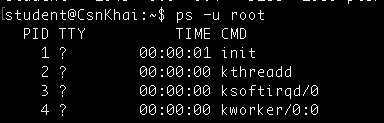 [student@CsnKhai:~$ ps -u root
PID TTY TIME CMD
1 ? 00:00:01 init
2 ? 00:00:00 kthreadd
3 ? 00:00:00 ksoftirqd/0
4 ? 00:00:00 kworker/0:0